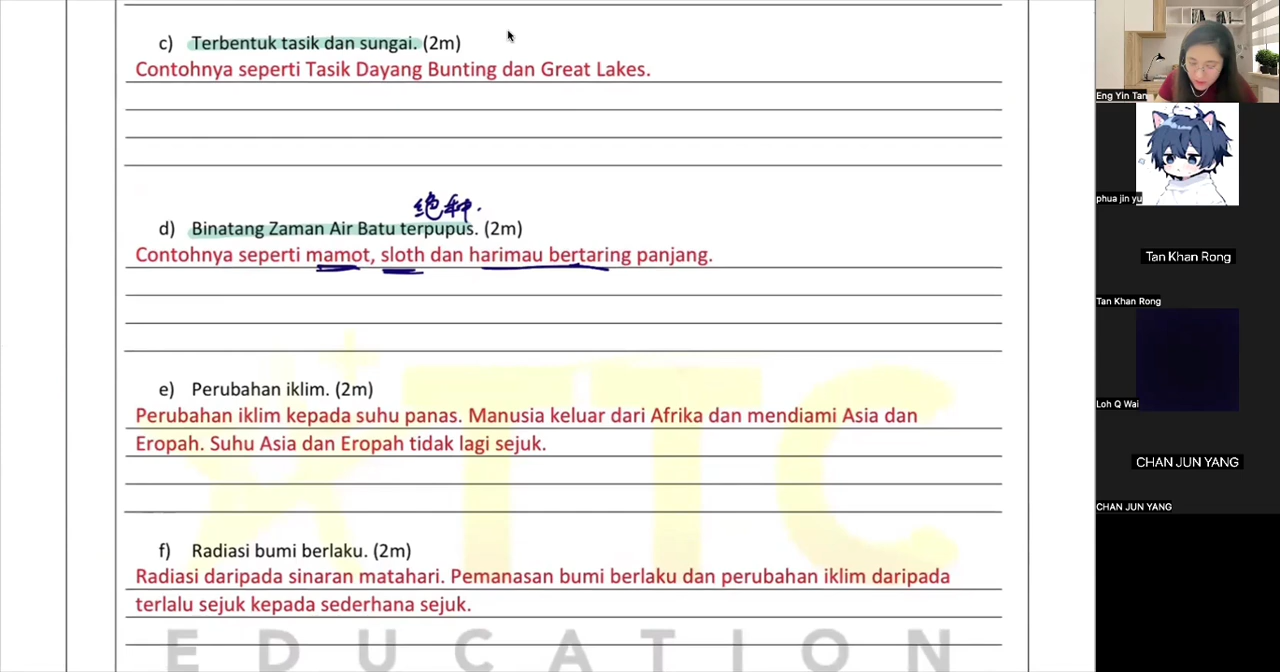 c) Terbentuk tasik dan sungai. (2m)
Contohnya seperti Tasik Dayang Bunting dan Great Lakes.
绝种.
d) Binatang Zaman Air Batu terpupus. (2m)
Contohnya seperti mamot, sloth dan harimau bertaring panjang.
e) Perubahan iklim. (2m)
Perubahan iklim kepada suhu panas. Manusia keluar dari Afrika dan mendiami Asia dan
Eropah. Suhu Asia dan Eropah tidak lagi sejuk.
f) Radiasi bumi berlaku. (2m)
Radiasi daripada sinaran matahari. Pemanasan bumi berlaku dan perubahan iklim daripada
terlalu sejuk kepada sederhana sejuk.
TTC
EDUCATION
Eng Yin Tan
phua jin yu
Tan Khan Rong
Tan Khan Rong
Loh Q Wai
CHAN JUN YANG
CHAN JUN YANG